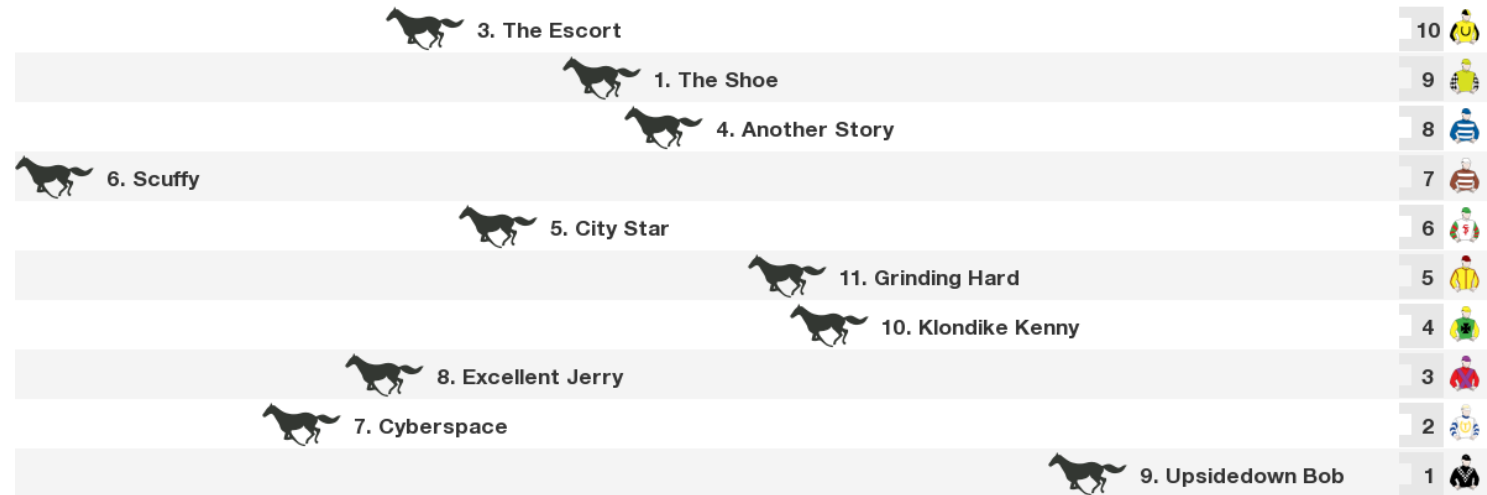 3. The Escort 10
1. The Shoe 9
4. Another Story 8
6. Scuffy 7
5. City Star 6
11. Grinding Hard 5
10. Klondike Kenny 4
8. Excellent Jerry 3
7. Cyberspace 2
9. Upsidedown Bob 1